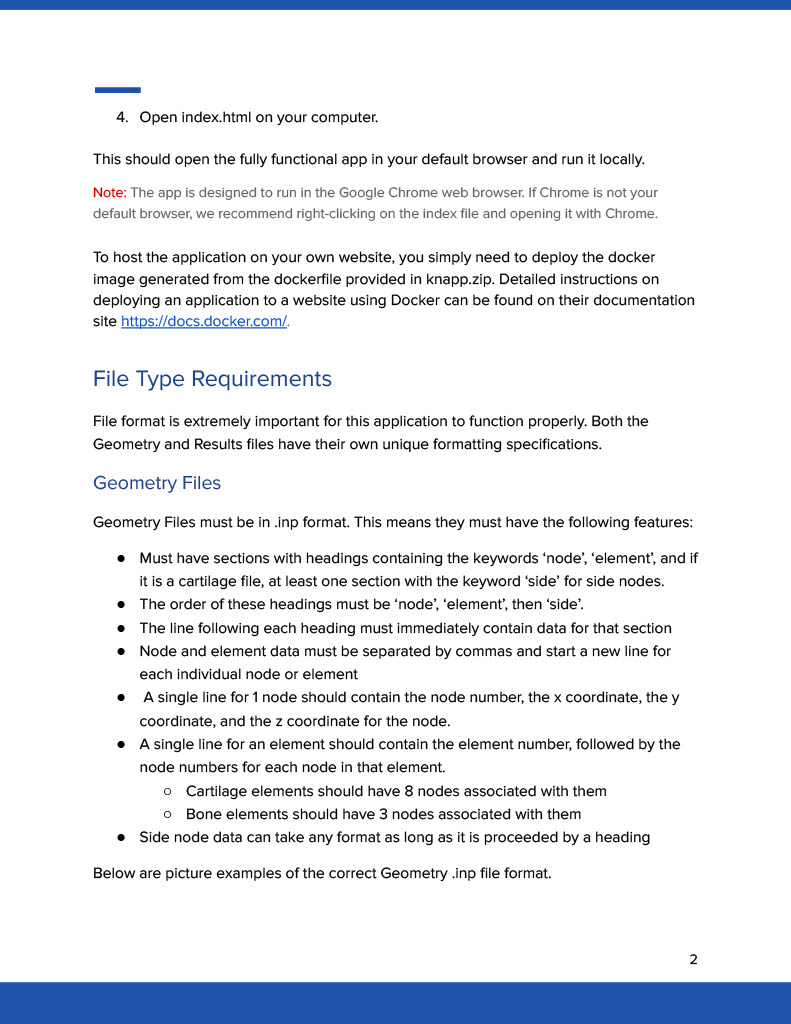 4. Open index.html on your computer.
This should open the fully functional app in your default browser and run it locally.
Note: The app is designed to run in the Google Chrome web browser. If Chrome is not your
default browser, we recommend right-clicking on the index file and opening it with Chrome.
To host the application on your own website, you simply need to deploy the docker
image generated from the dockerfile provided in knapp.zip. Detailed instructions on
deploying an application to a website using Docker can be found on their documentation
site https://docs.docker.com/.
File Type Requirements
File format is extremely important for this application to function properly. Both the
Geometry and Results files have their own unique formatting specifications.
Geometry Files
Geometry Files must be in .inp format. This means they must have the following features:
● Must have sections with headings containing the keywords ‘node’, ‘element’, and if
it is a cartilage file, at least one section with the keyword ‘side’ for side nodes.
● The order of these headings must be ‘node’, ‘element’, then ‘side’.
● The line following each heading must immediately contain data for that section
● Node and element data must be separated by commas and start a new line for
each individual node or element
● A single line for 1 node should contain the node number, the x coordinate, the y
coordinate, and the z coordinate for the node.
● A single line for an element should contain the element number, followed by the
node numbers for each node in that element.
○ Cartilage elements should have 8 nodes associated with them
○ Bone elements should have 3 nodes associated with them
● Side node data can take any format as long as it is proceeded by a heading
Below are picture examples of the correct Geometry .inp file format.
2